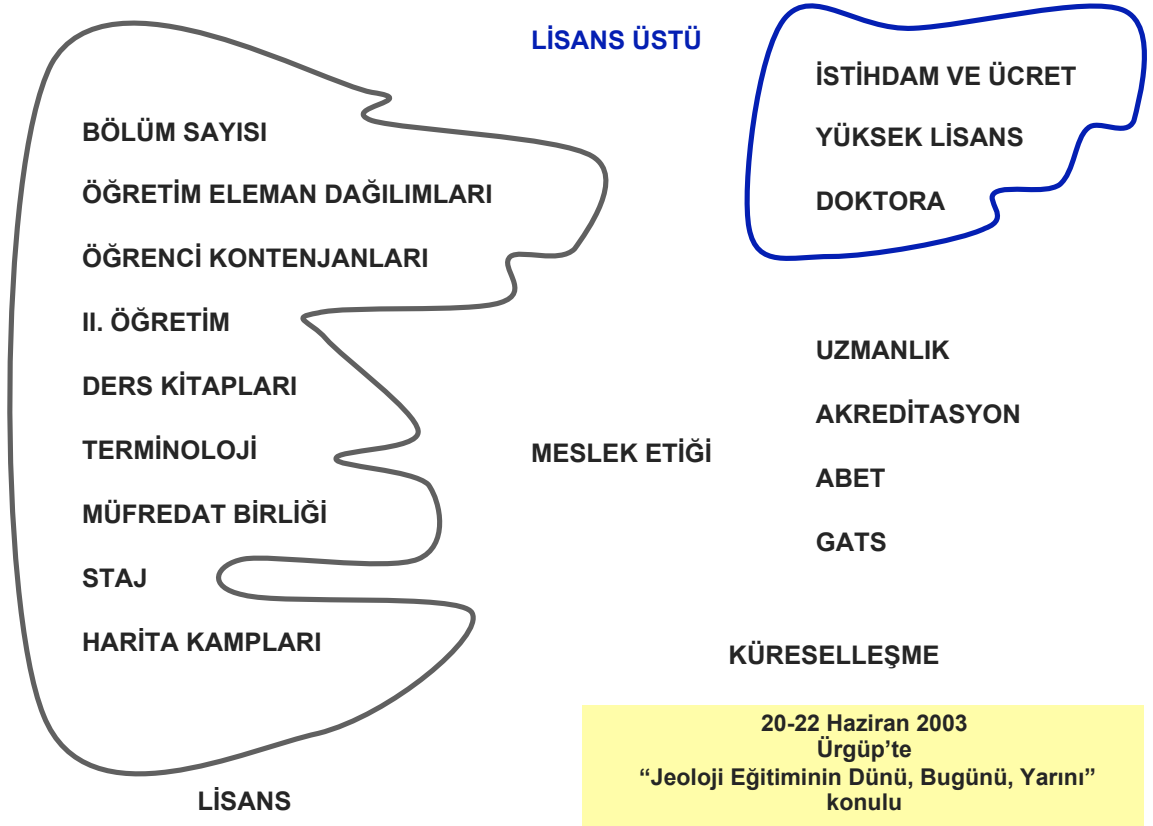 LİSANS ÜSTÜ
İSTİHDAM VE ÜCRET
YÜKSEK LİSANS
DOKTORA
BÖLÜM SAYISI
ÖĞRETİM ELEMAN DAĞILIMLARI
ÖĞRENCİ KONTENJANLARI
II. ÖĞRETİM
DERS KİTAPLARI
TERMİNOLOJİ
MÜFREDAT BİRLİĞİ
STAJ
HARİTA KAMPLARI
LİSANS
MESLEK ETİĞİ
UZMANLIK
AKREDİTASYON
ABET
GATS
KÜRESELLEŞME
20-22 Haziran 2003
Ürgüp’te
“Jeoloji Eğitiminin Dünü, Bugünü, Yarını”
konulu